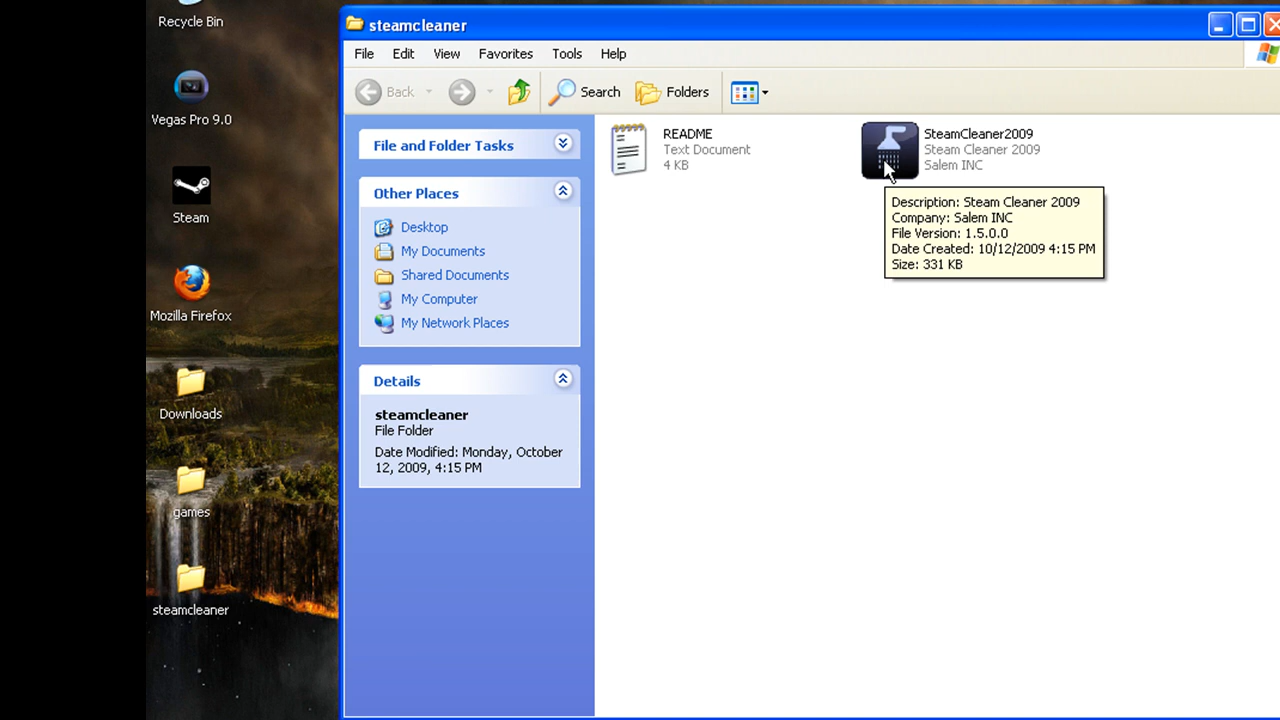 Recycle Bin
Vegas Pro 9.0
Steam
Mozilla Firefox
Downloads
games
steamcleaner
steamcleaner
File Edit View Favorites Tools Help
Back Search Folders
File and Folder Tasks
Other Places
Desktop
My Documents
Shared Documents
My Computer
My Network Places
Details
steamcleaner
File Folder
Date Modified: Monday, October
12, 2009, 4:15 PM
README
Text Document
4 KB
SteamCleaner2009
Steam Cleaner 2009
Salem INC
Description: Steam Cleaner 2009
Company: Salem INC
File Version: 1.5.0.0
Date Created: 10/12/2009 4:15 PM
Size: 331 KB